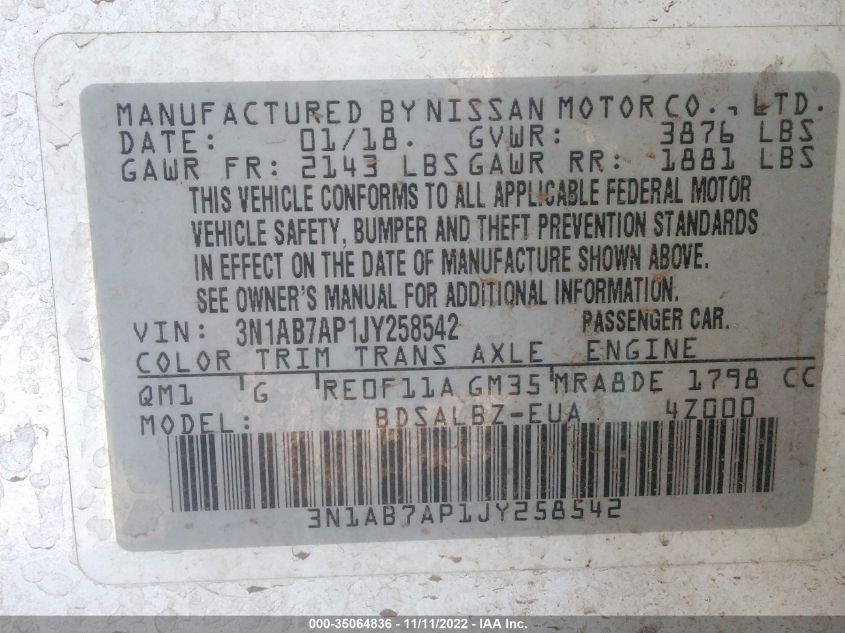 MANUFACTURED BY NISSAN MOTOR CO., LTD.
DATE: 01/18. GVWR: 3876 LBS
GAWR FR: 2143 LBS GAWR RR: 1881 LBS
THIS VEHICLE CONFORMS TO ALL APPLICABLE FEDERAL MOTOR
VEHICLE SAFETY, BUMPER AND THEFT PREVENTION STANDARDS
IN EFFECT ON THE DATE OF MANUFACTURE SHOWN ABOVE.
SEE OWNER'S MANUAL FOR ADDITIONAL INFORMATION.
VIN: 3N1AB7AP1JY258542 PASSENGER CAR.
COLOR TRIM TRANS AXLE ENGINE
QM1 G RE0F11A GM35 MRA8DE 1798 CC
MODEL: BDSALBZ-EUA 4Z000
3N1AB7AP1JY258542
000-35064836 - 11/11/2022 - IAA Inc.